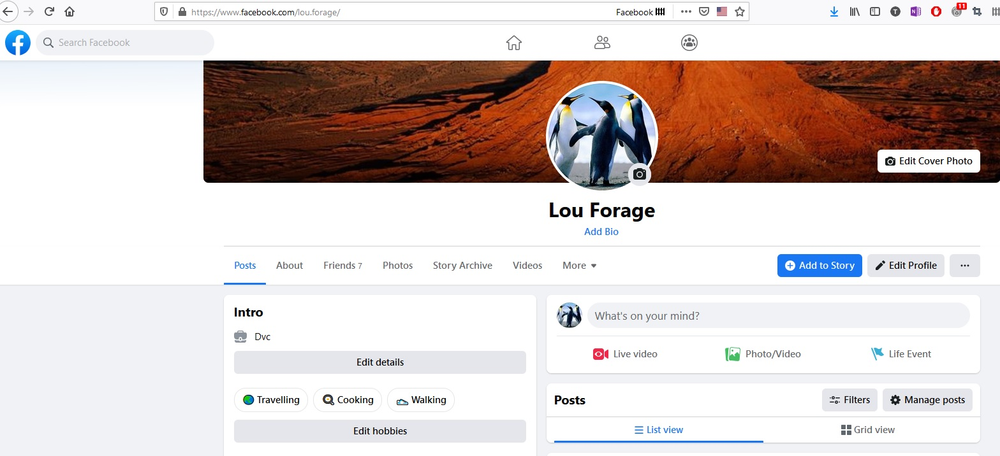 https://www.facebook.com/lou.forage/ Facebook
11
Search Facebook
Edit Cover Photo
Lou Forage
Add Bio
Posts About Friends 7 Photos Story Archive Videos More Add to Story Edit Profile
Intro
Dvc
Edit details
Travelling Cooking Walking
Edit hobbies
What's on your mind?
Live video Photo/Video Life Event
Posts Filters Manage posts
List view Grid view